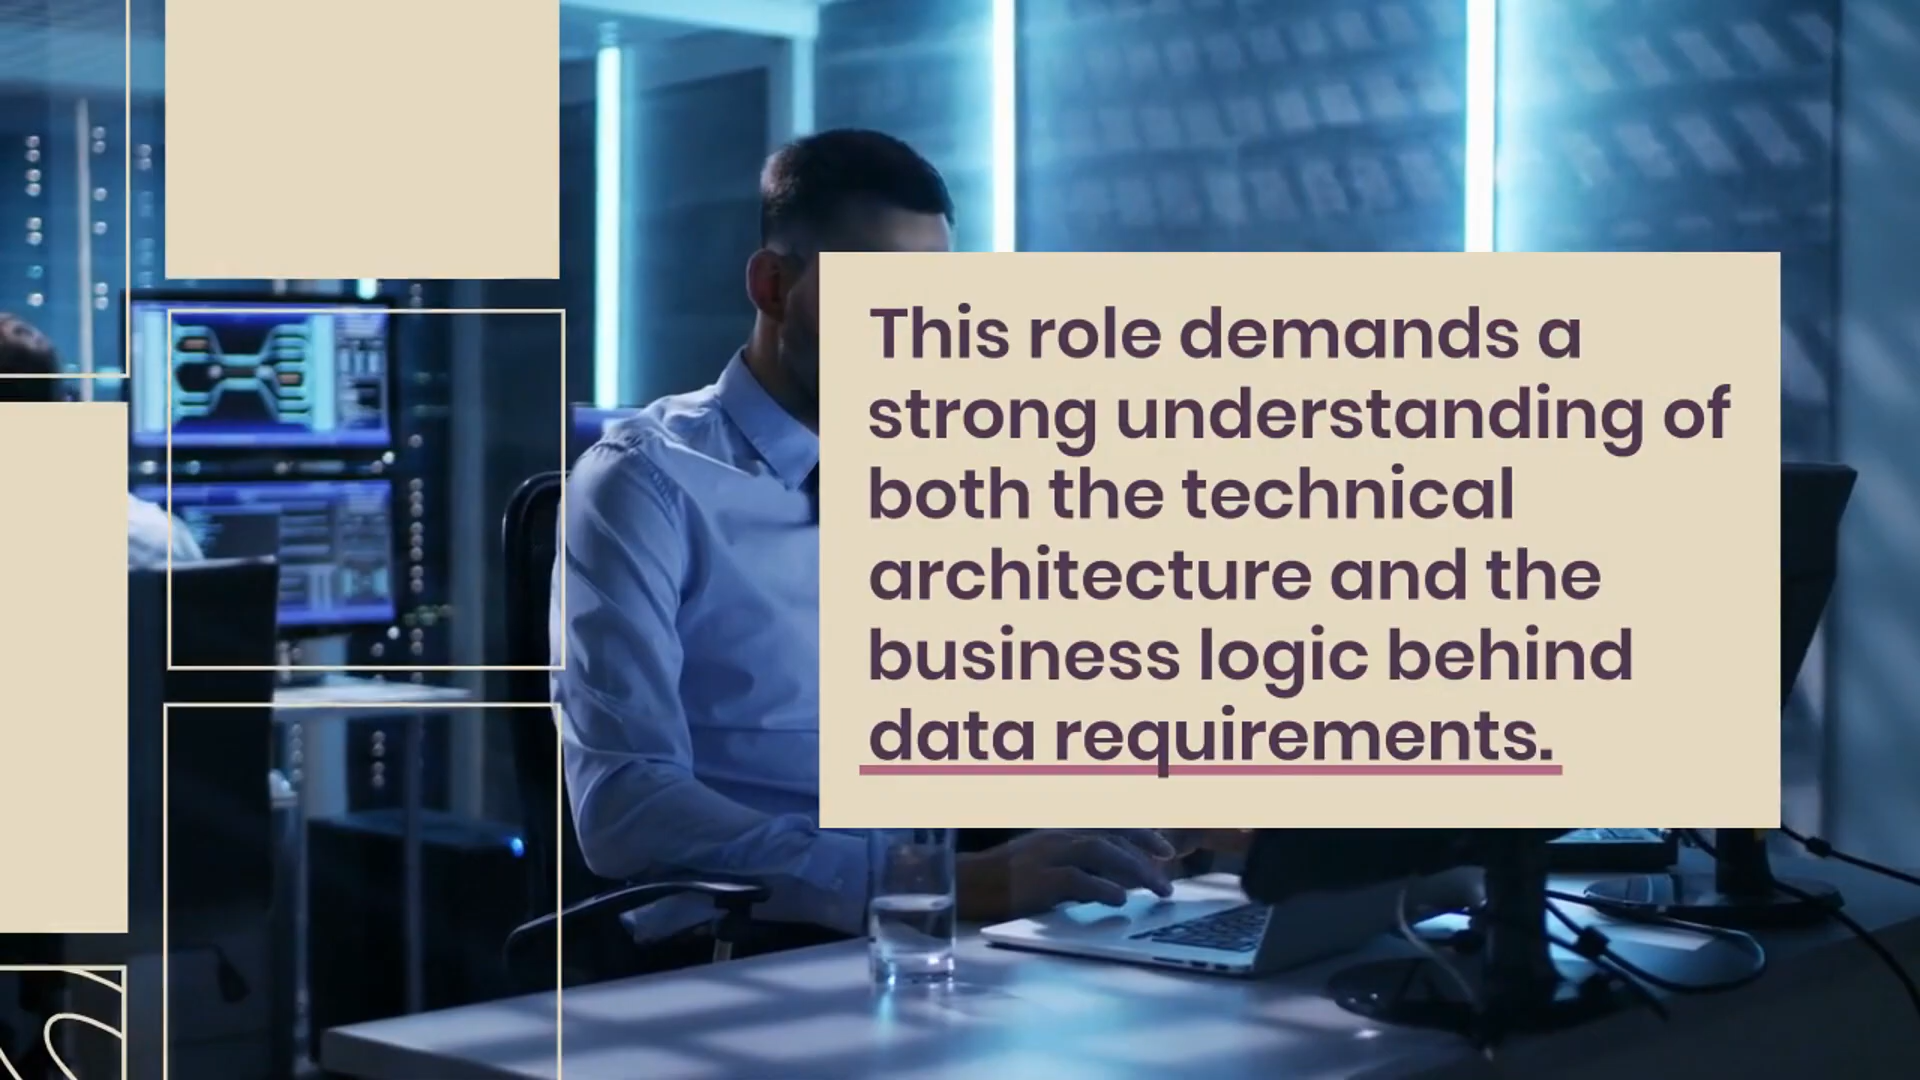 This role demands a
strong understanding of
both the technical
architecture and the
business logic behind
data requirements.